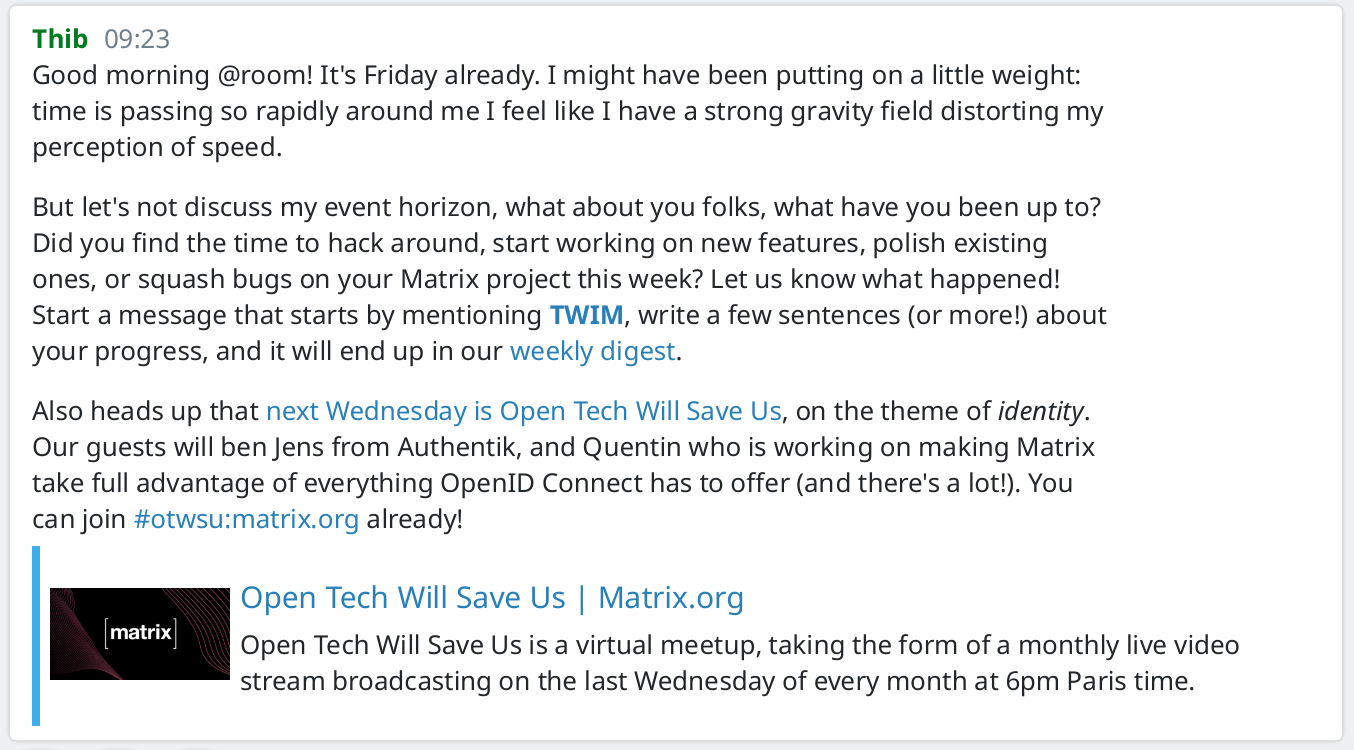 Thib 09:23
Good morning @room! It's Friday already. I might have been putting on a little weight:
time is passing so rapidly around me I feel like I have a strong gravity field distorting my
perception of speed.
But let's not discuss my event horizon, what about you folks, what have you been up to?
Did you find the time to hack around, start working on new features, polish existing
ones, or squash bugs on your Matrix project this week? Let us know what happened!
Start a message that starts by mentioning TWIM, write a few sentences (or more!) about
your progress, and it will end up in our weekly digest.
Also heads up that next Wednesday is Open Tech Will Save Us, on the theme of identity.
Our guests will ben Jens from Authentik, and Quentin who is working on making Matrix
take full advantage of everything OpenID Connect has to offer (and there's a lot!). You
can join #otwsu:matrix.org already!
[matrix]
Open Tech Will Save Us | Matrix.org
Open Tech Will Save Us is a virtual meetup, taking the form of a monthly live video
stream broadcasting on the last Wednesday of every month at 6pm Paris time.